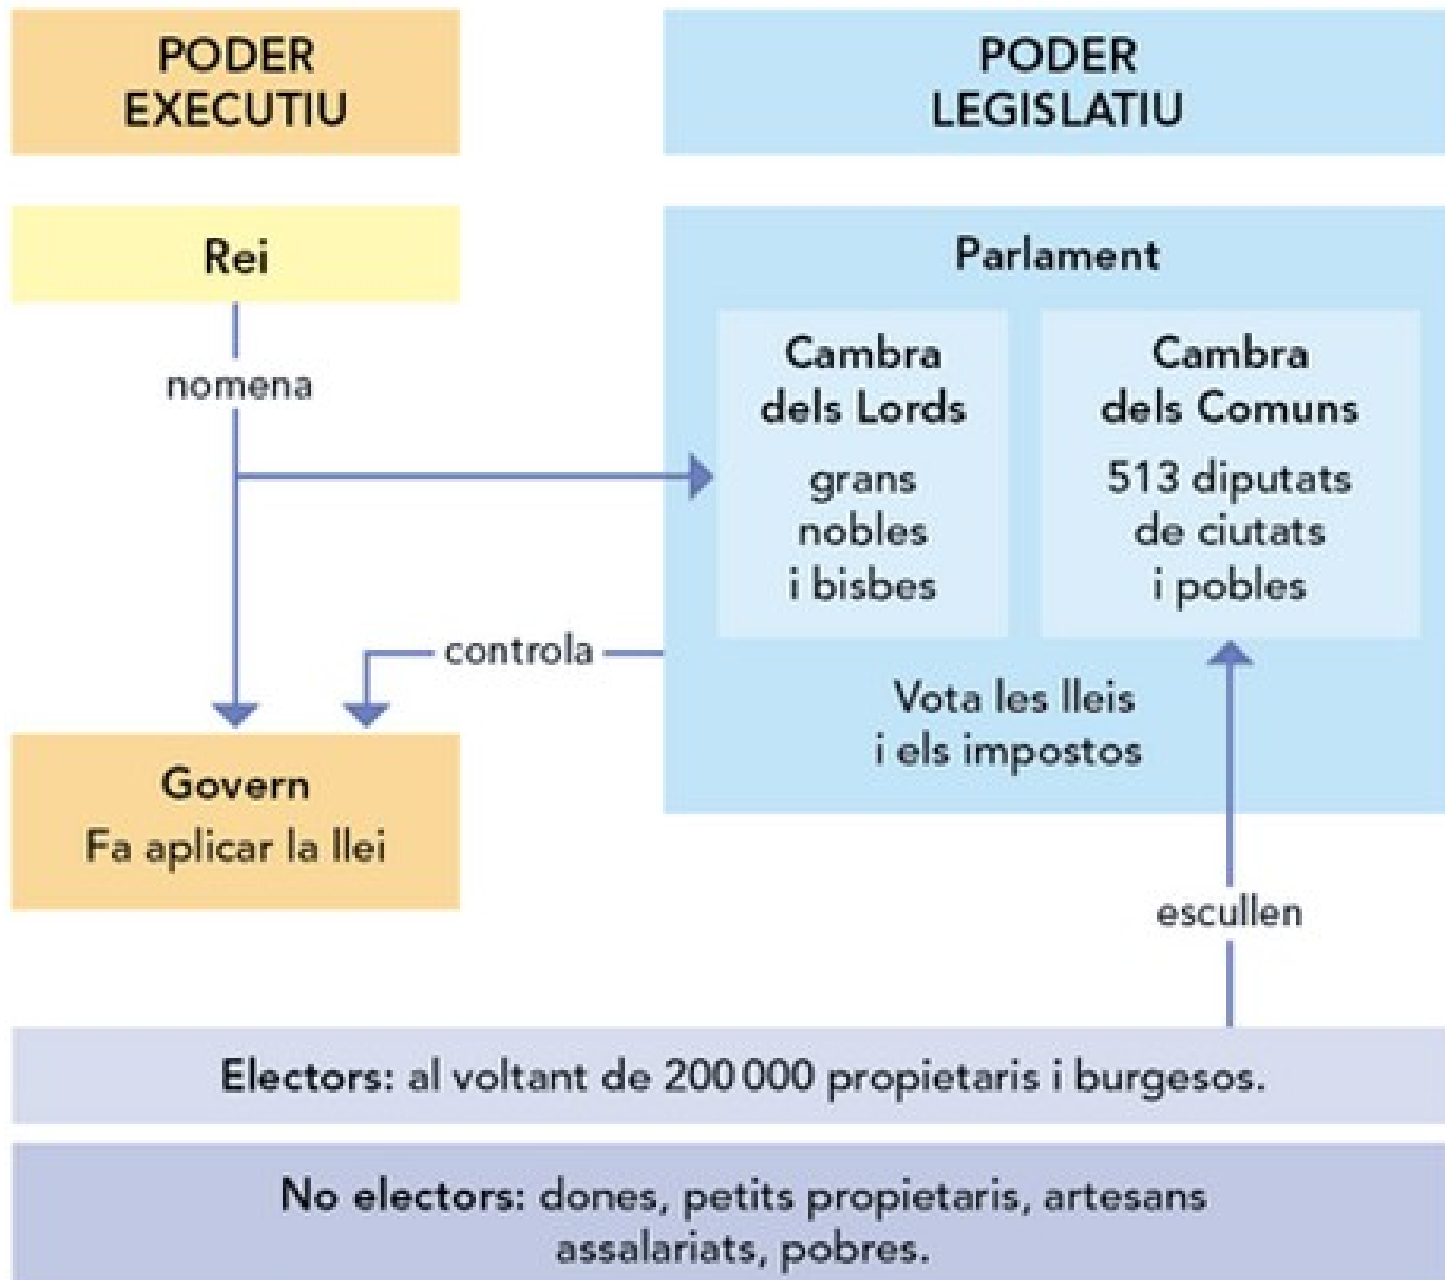 PODER
EXECUTIU
PODER
LEGISLATIU
Rei
nomena
Parlament
Cambra
dels Lords
grans
nobles
i bisbes
Cambra
dels Comuns
513 diputats
de ciutats
i pobles
controla
Vota les lleis
i els impostos
Govern
Fa aplicar la llei
escullen
Electors: al voltant de 200 000 propietaris i burgesos.
No electors: dones, petits propietaris, artesans
assalariats, pobres.